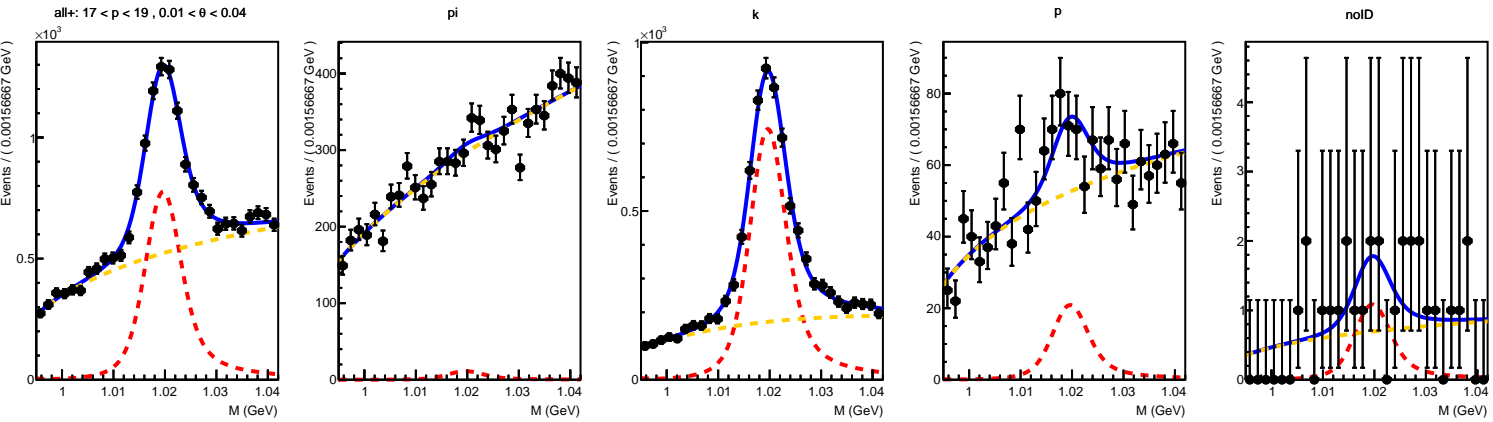 all+: 17 < p < 19 , 0.01 < θ < 0.04
×10³
Events / ( 0.00156667 GeV )
1
0.5
0
1 1.01 1.02 1.03 1.04
M (GeV)
pi
Events / ( 0.00156667 GeV )
400
300
200
100
0
1 1.01 1.02 1.03 1.04
M (GeV)
k
×10³
Events / ( 0.00156667 GeV )
1
0.5
0
1 1.01 1.02 1.03 1.04
M (GeV)
p
Events / ( 0.00156667 GeV )
80
60
40
20
0
1 1.01 1.02 1.03 1.04
M (GeV)
noID
Events / ( 0.00156667 GeV )
4
3
2
1
0
1 1.01 1.02 1.03 1.04
M (GeV)